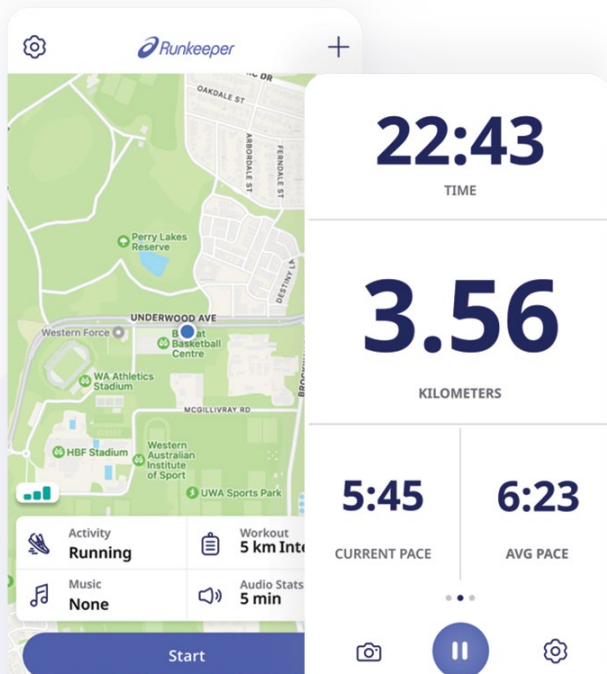 Runkeeper
OAKDALE ST
ARBORDALE ST
FERNDALE ST
Perry Lakes
Reserve
DESTINY LA
UNDERWOOD AVE
Western Force
Basketball
Centre
WA Athletics
Stadium
MCGILLIVRAY RD
HBF Stadium
Western
Australian
Institute
of Sport
UWA Sports Park
Activity
Running
Workout
5 km Inte
Music
None
Audio Stats
5 min
Start
22:43
TIME
3.56
KILOMETERS
5:45
CURRENT PACE
6:23
AVG PACE